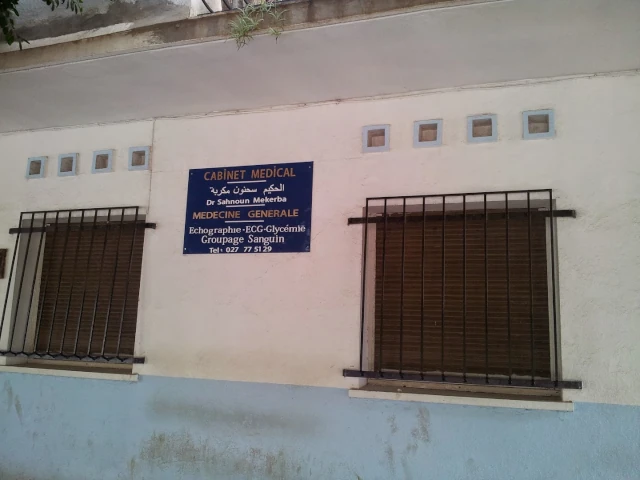 CABINET MEDICAL
الحكيم سحنون مكربة
Dr Sahnoun Mekerba
MEDECINE GENERALE
Echographie-ECG-Glycémie
Groupage Sanguin
Tel: 027 77 51 29